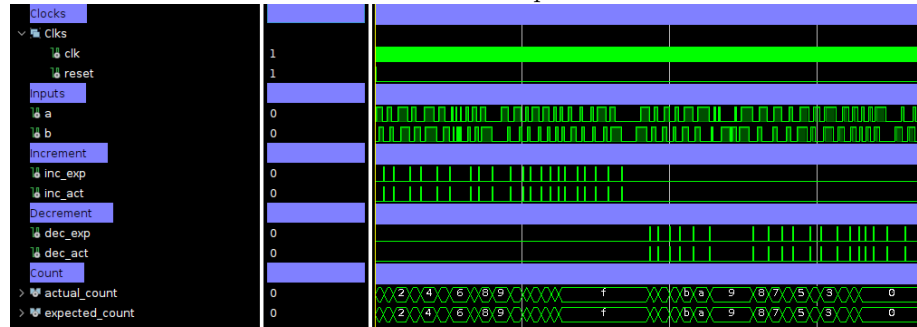 Clocks
Clks
clk 1
reset 1
Inputs
a 0
b 0
Increment
inc_exp 0
inc_act 0
Decrement
dec_exp 0
dec_act 0
Count
actual_count 0 2 4 6 8 9 f b a 9 8 7 5 3 0
expected_count 0 2 4 6 8 9 f b a 9 8 7 5 3 0